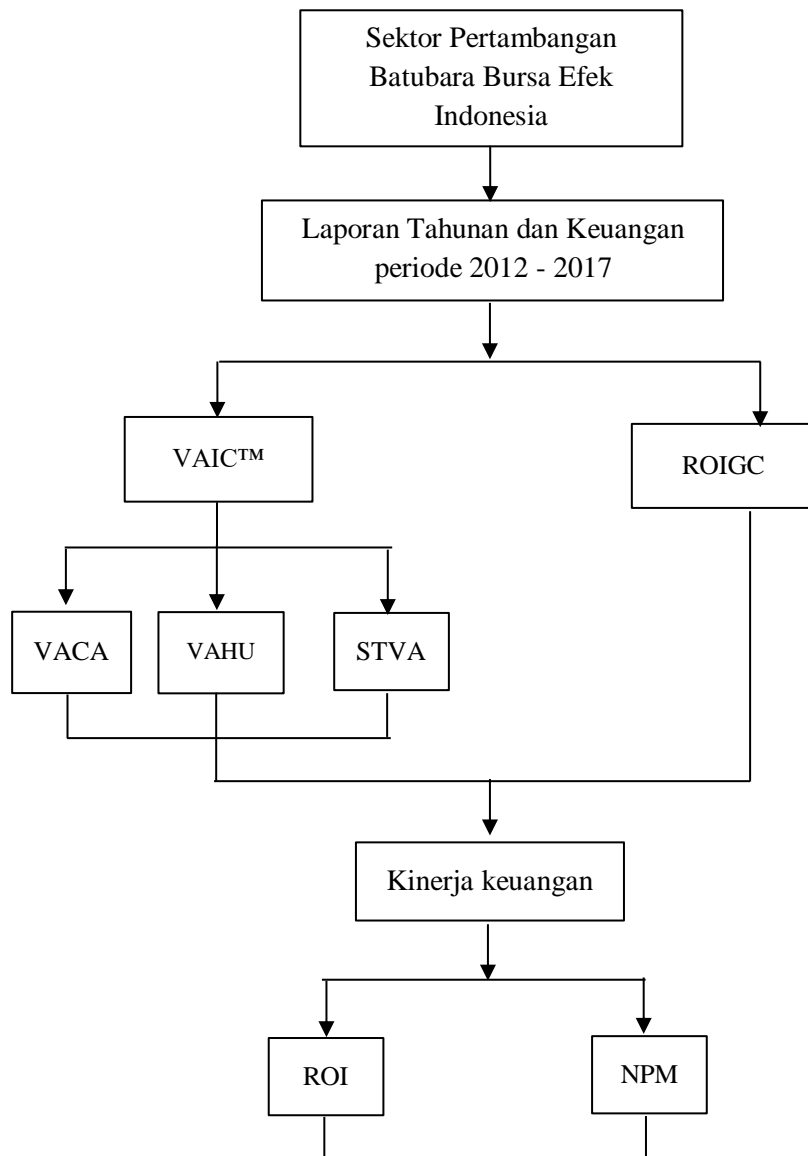 Sektor Pertambangan
Batubara Bursa Efek
Indonesia
Laporan Tahunan dan Keuangan
periode 2012 - 2017
VAIC™
ROIGC
VACA
VAHU
STVA
Kinerja keuangan
ROI
NPM